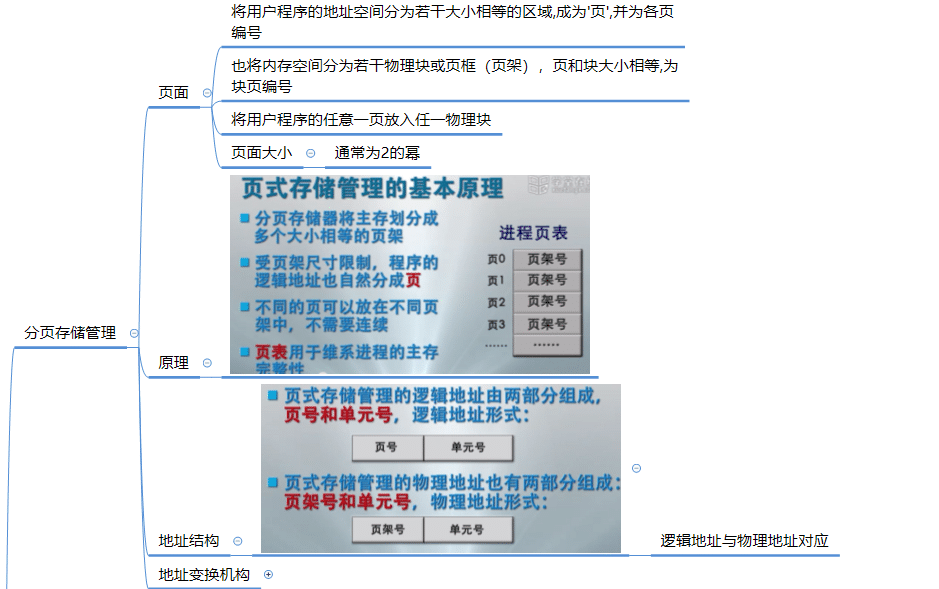 将用户程序的地址空间分为若干大小相等的区域,成为'页',并为各页
编号
也将内存空间分为若干物理块或页框（页架），页和块大小相等,为
块页编号
页面
将用户程序的任意一页放入任一物理块
页面大小
通常为2的幂
页式存储管理的基本原理
分页存储器将主存划分成
多个大小相等的页架
受页架尺寸限制，程序的
逻辑地址也自然分成页
不同的页可以放在不同页
架中，不需要连续
页表用于维系进程的主存
完整性
进程页表
页0 页架号
页1 页架号
页2 页架号
页3 页架号
…… ……
分页存储管理
原理
页式存储管理的逻辑地址由两部分组成，
页号和单元号，逻辑地址形式：
页号 单元号
页式存储管理的物理地址也有两部分组成：
页架号和单元号，物理地址形式：
页架号 单元号
地址结构
逻辑地址与物理地址对应
地址变换机构